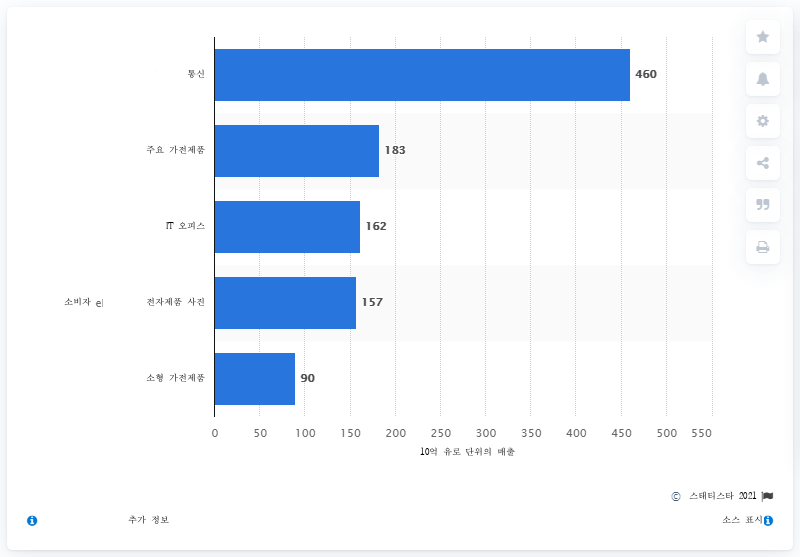 통신
460
주요 가전제품
183
IT 오피스
162
소비자 el 전자제품 사진
157
소형 가전제품
90
0 50 100 150 200 250 300 350 400 450 500 550
10억 유로 단위의 매출
© 스태티스타 2021
추가 정보
소스 표시